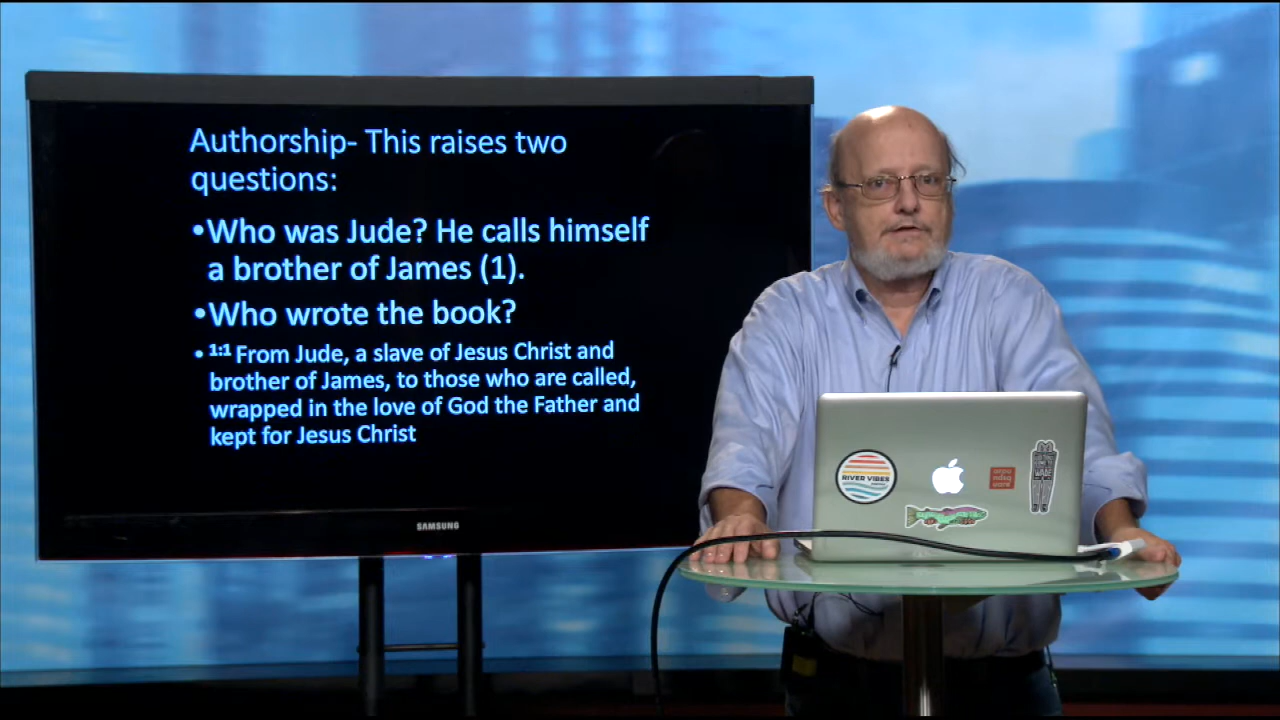 Authorship- This raises two
questions:
•Who was Jude? He calls himself
a brother of James (1).
•Who wrote the book?
• 1:1 From Jude, a slave of Jesus Christ and
brother of James, to those who are called,
wrapped in the love of God the Father and
kept for Jesus Christ
SAMSUNG
RIVER VIBES
WADE